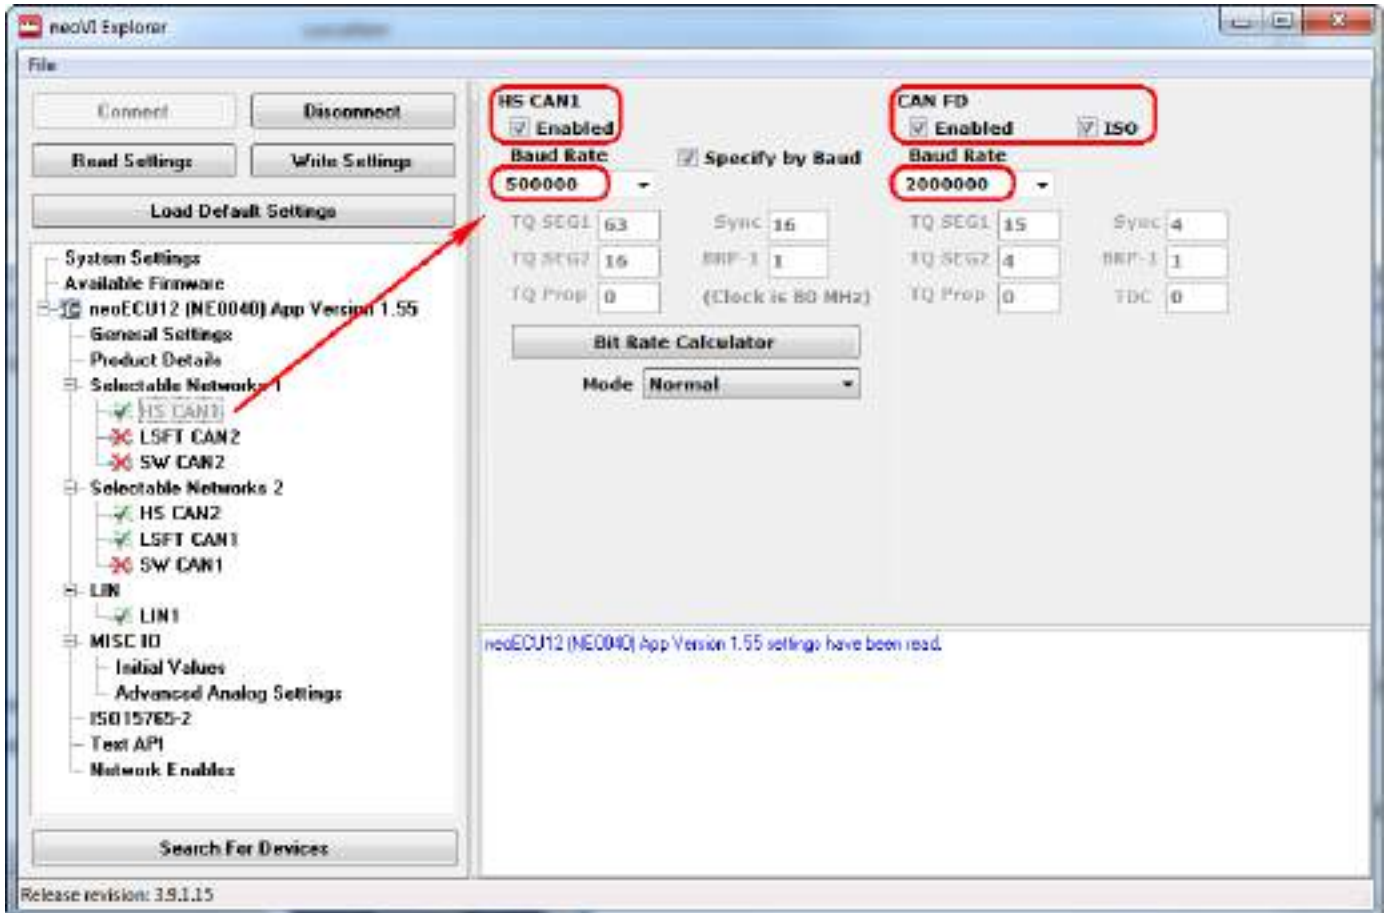 neoVI Explorer
File
Connect
Disconnect
Read Settings
Write Settings
Load Default Settings
System Settings
Available Firmware
neoECU12 (NE0040) App Version 1.55
General Settings
Product Details
Selectable Networks 1
HS CAN1
LSFT CAN2
SW CAN2
Selectable Networks 2
HS CAN2
LSFT CAN1
SW CAN1
LIN
LIN1
MISC IO
Initial Values
Advanced Analog Settings
ISO15765-2
Text API
Network Enables
Search For Devices
HS CAN1
Enabled
Baud Rate
Specify by Baud
500000
TQ SEG1 63 Sync 16
TQ SEG2 16 BRP-1 1
TQ Prop 0 (Clock is 80 MHz)
Bit Rate Calculator
Mode Normal
CAN FD
Enabled ISO
Baud Rate
2000000
TQ SEG1 15 Sync 4
TQ SEG2 4 BRP-1 1
TQ Prop 0 TDC 0
neoECU12 (NE0040) App Version 1.55 settings have been read.
Release revision: 3.9.1.15